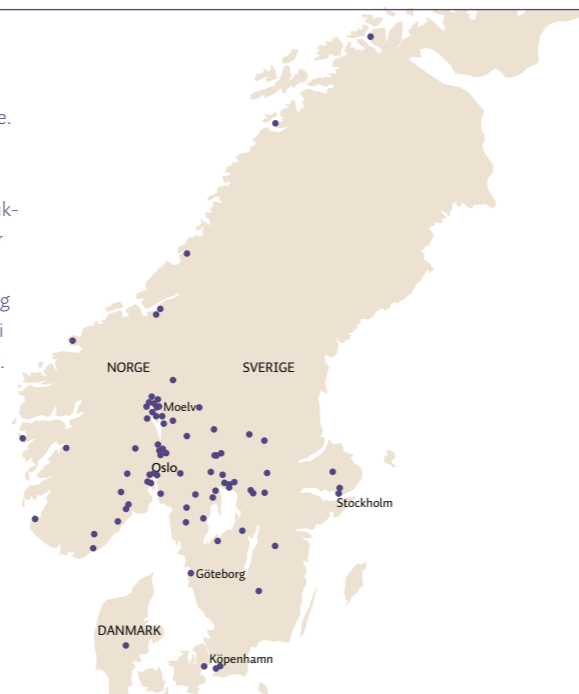 e.
k-
r
g
i
.
NORGE
SVERIGE
Moelv
Oslo
Stockholm
Göteborg
DANMARK
Köpenhamn